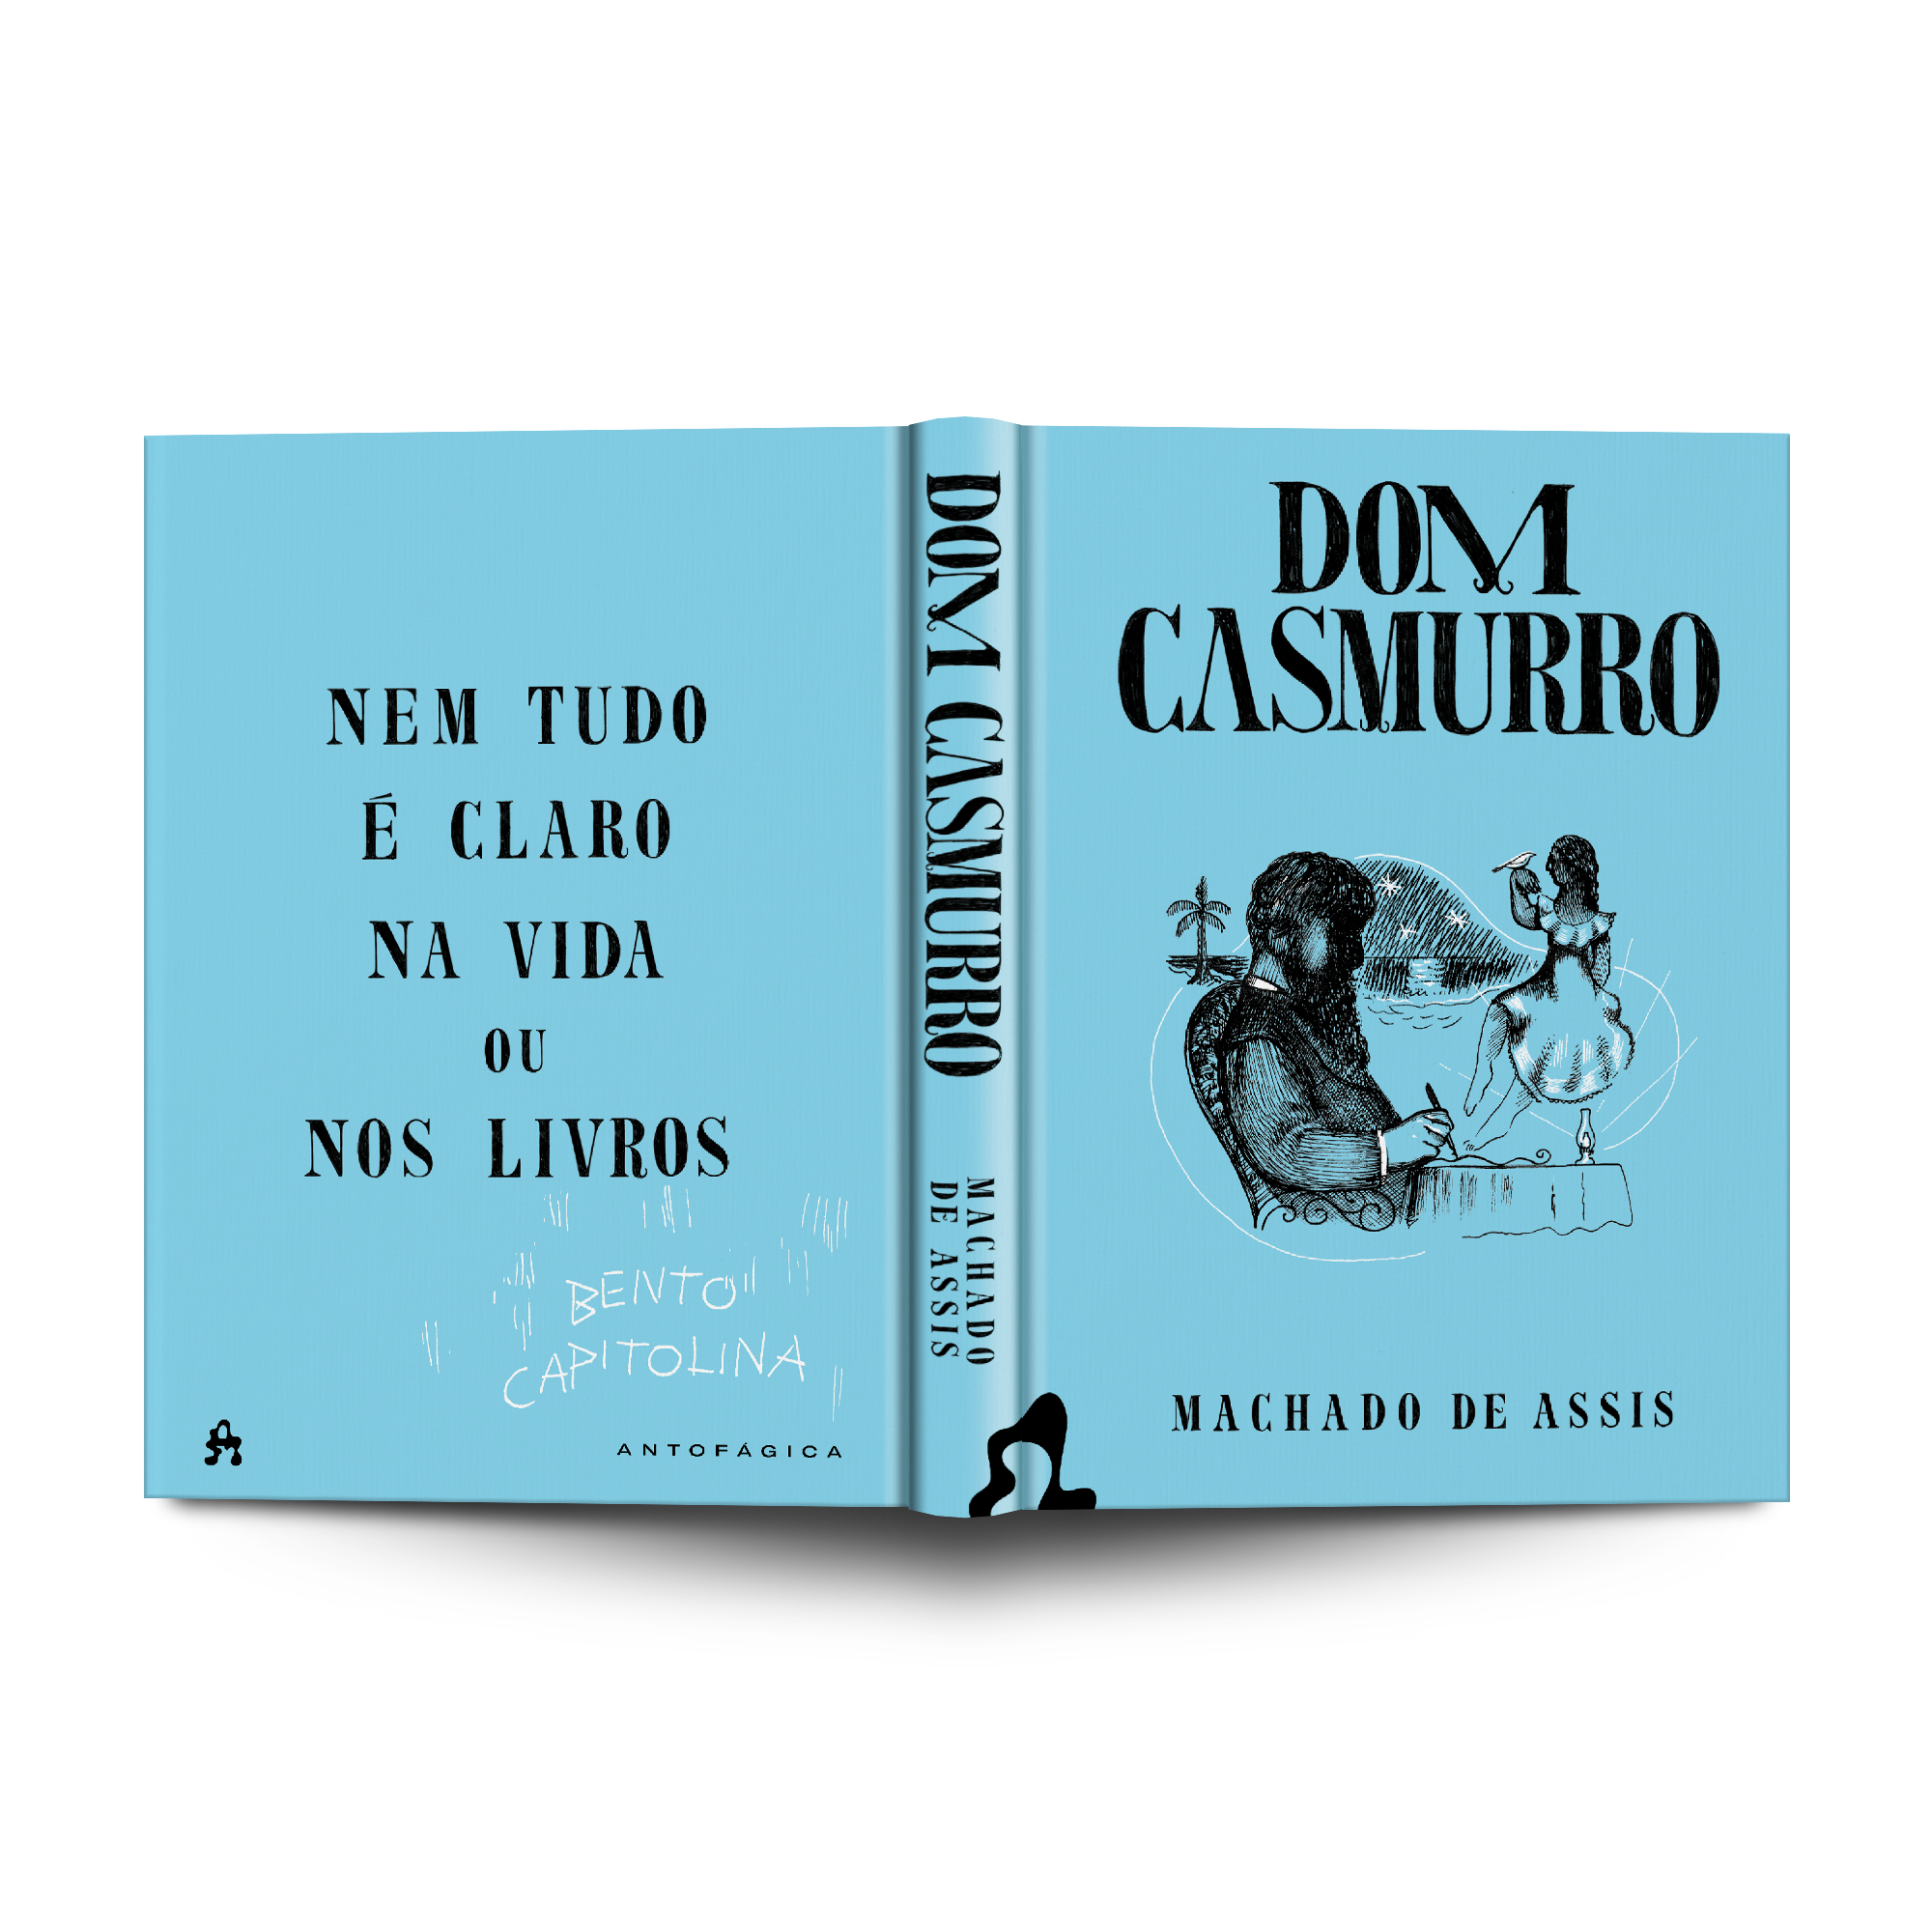 NEM TUDO
É CLARO
NA VIDA
OU
NOS LIVROS
BENTO
CAPITOLINA
ANTOFÁGICA
DOM CASMURRO
MACHADO
DE ASSIS
DOM
CASMURRO
MACHADO DE ASSIS